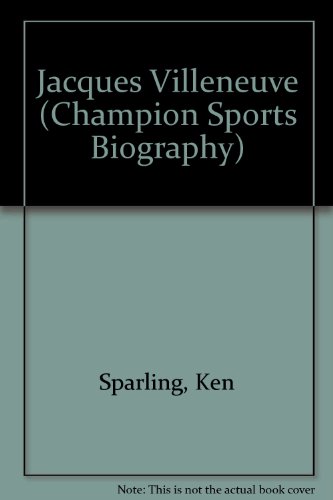 Jacques Villeneuve
(Champion Sports
Biography)
Sparling, Ken
Note: This is not the actual book cover